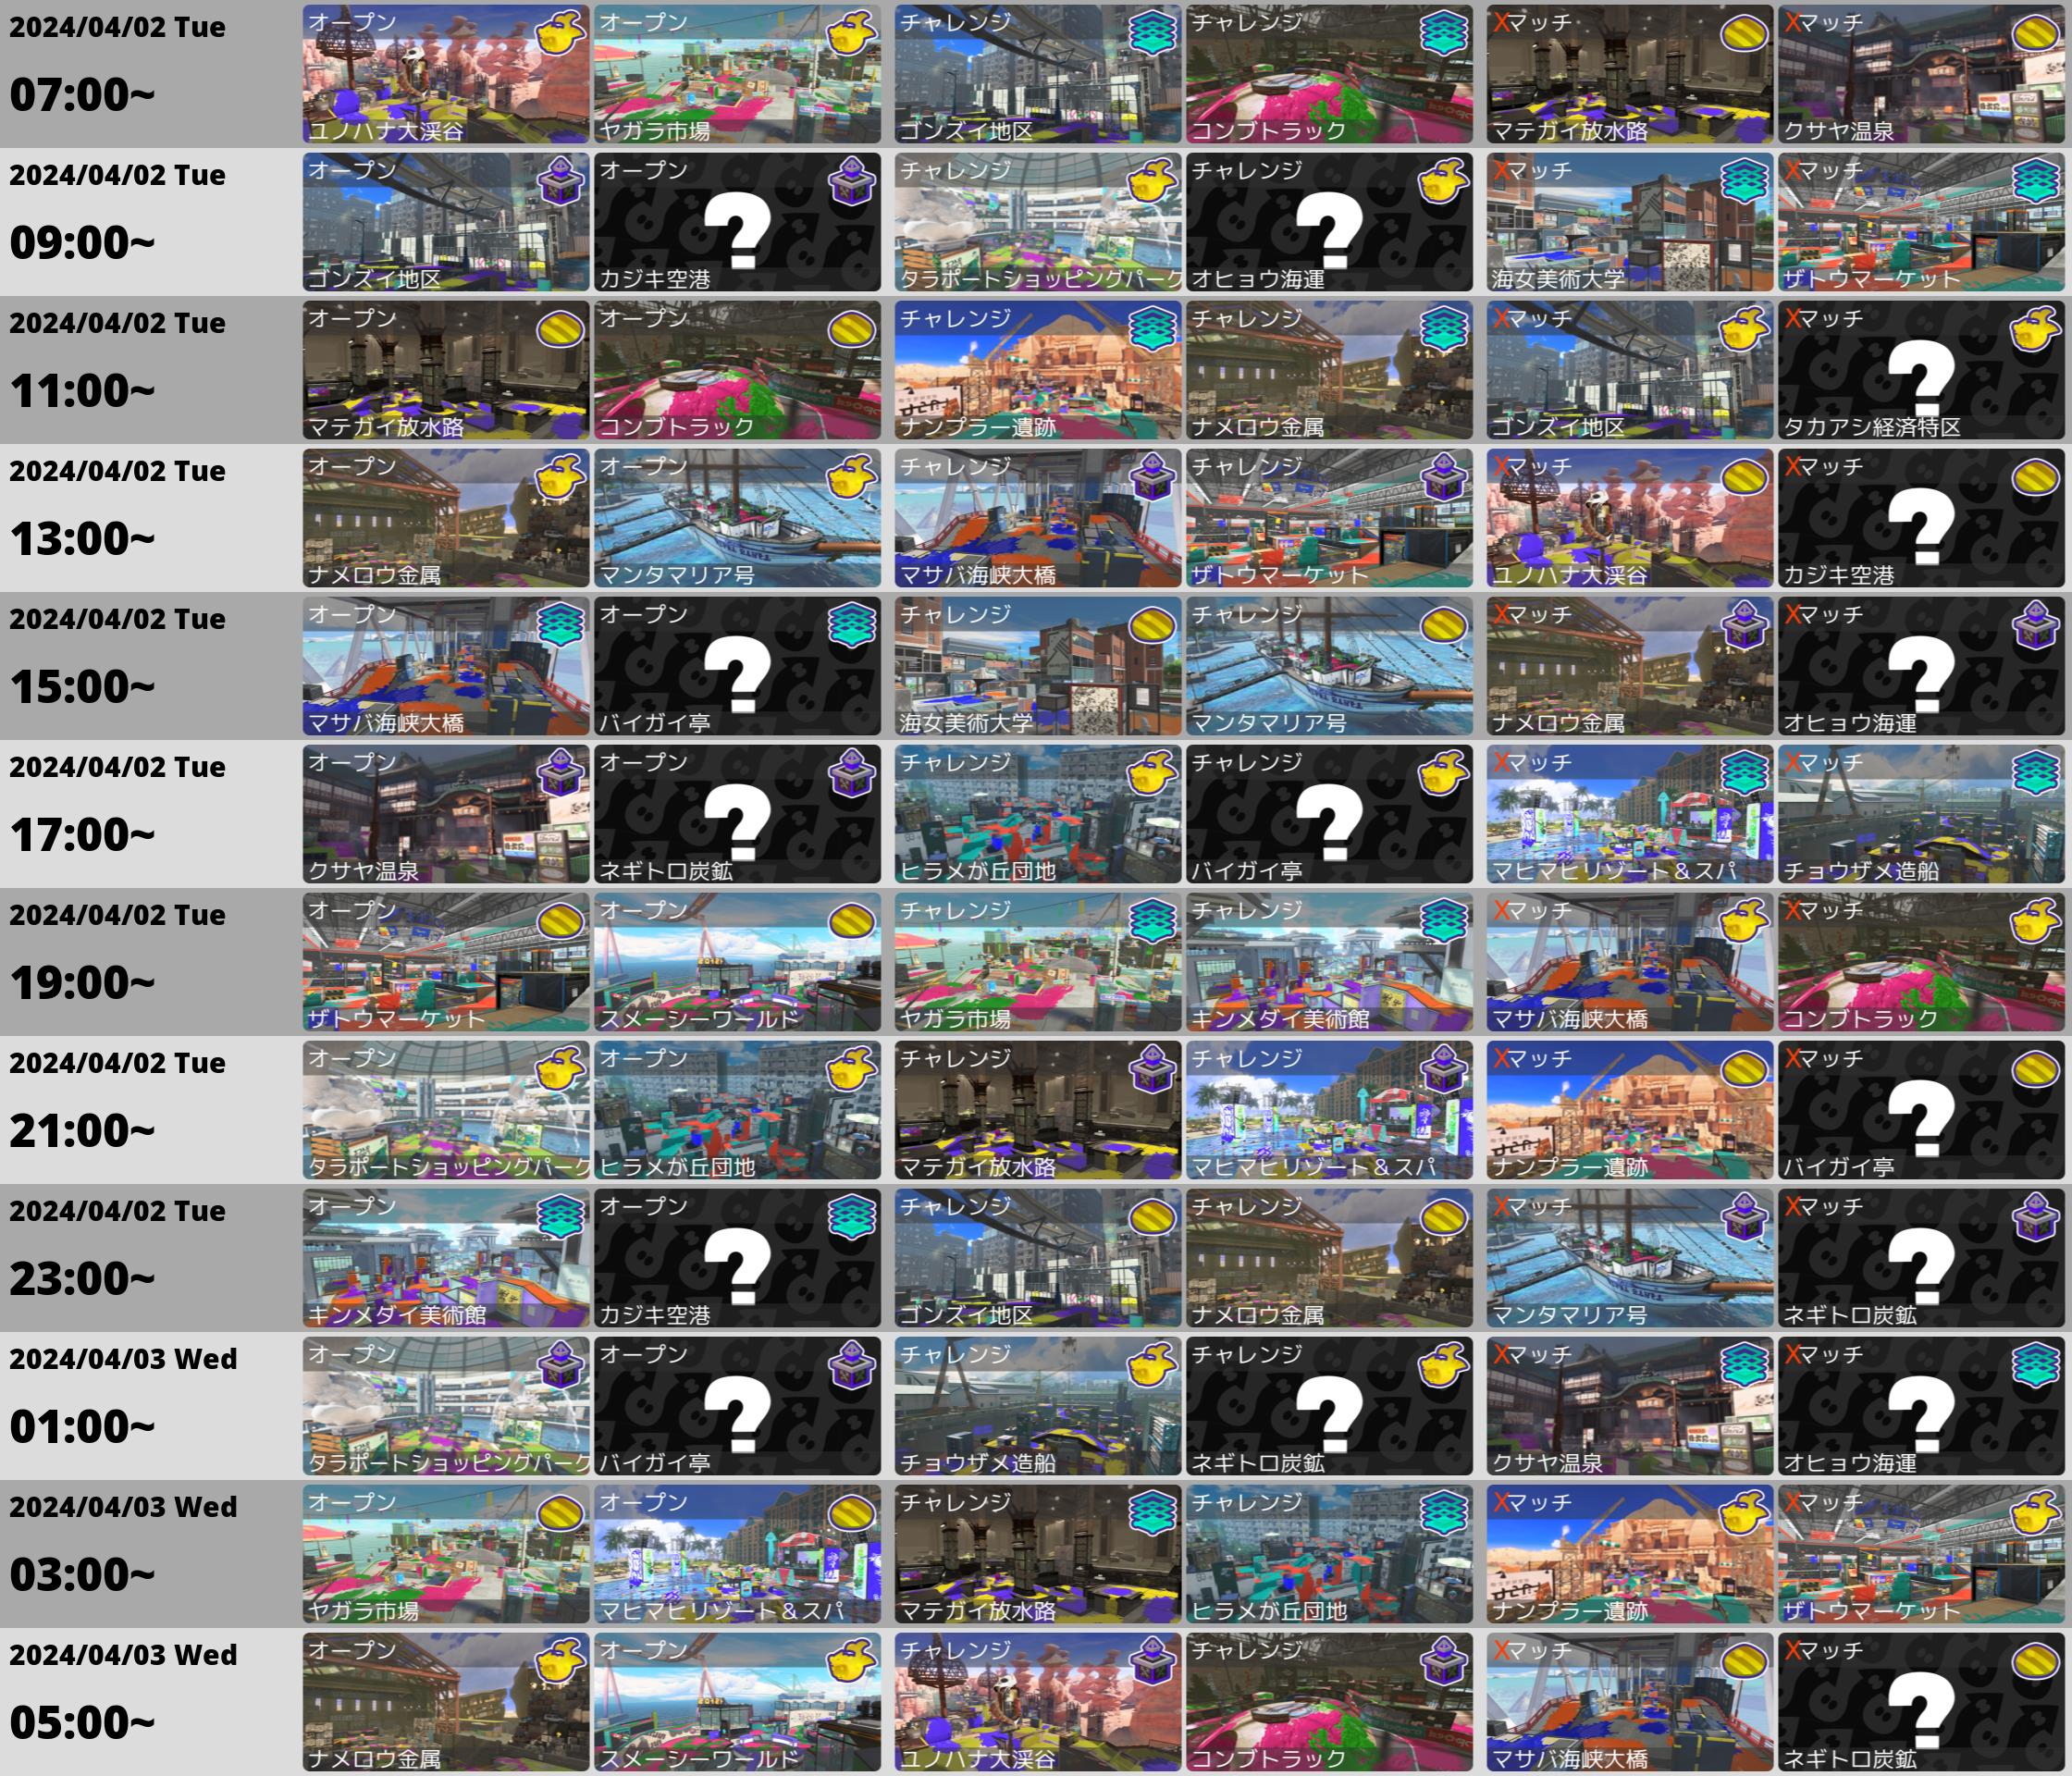 2024/04/02 Tue
07:00~
オープン オープン チャレンジ チャレンジ Xマッチ Xマッチ
ユノハナ大渓谷 ヤガラ市場 ゴンズイ地区 コンブトラック マテガイ放水路 クサヤ温泉
2024/04/02 Tue
09:00~
オープン オープン チャレンジ チャレンジ Xマッチ Xマッチ
ゴンズイ地区 カジキ空港 タラポートショッピングパーク オヒョウ海運 海女美術大学 ザトウマーケット
2024/04/02 Tue
11:00~
オープン オープン チャレンジ チャレンジ Xマッチ Xマッチ
マテガイ放水路 コンブトラック ナンプラー遺跡 ナメロウ金属 ゴンズイ地区 タカアシ経済特区
2024/04/02 Tue
13:00~
オープン オープン チャレンジ チャレンジ Xマッチ Xマッチ
ナメロウ金属 マンタマリア号 マサバ海峡大橋 ザトウマーケット ユノハナ大渓谷 カジキ空港
2024/04/02 Tue
15:00~
オープン オープン チャレンジ チャレンジ Xマッチ Xマッチ
マサバ海峡大橋 バイガイ亭 海女美術大学 マンタマリア号 ナメロウ金属 オヒョウ海運
2024/04/02 Tue
17:00~
オープン オープン チャレンジ チャレンジ Xマッチ Xマッチ
クサヤ温泉 ネギトロ炭鉱 ヒラメが丘団地 バイガイ亭 マヒマヒリゾート＆スパ チョウザメ造船
2024/04/02 Tue
19:00~
オープン オープン チャレンジ チャレンジ Xマッチ Xマッチ
ザトウマーケット スメーシーワールド ヤガラ市場 キンメダイ美術館 マサバ海峡大橋 コンブトラック
2024/04/02 Tue
21:00~
オープン オープン チャレンジ チャレンジ Xマッチ Xマッチ
タラポートショッピングパーク ヒラメが丘団地 マテガイ放水路 マヒマヒリゾート＆スパ ナンプラー遺跡 バイガイ亭
2024/04/02 Tue
23:00~
オープン オープン チャレンジ チャレンジ Xマッチ Xマッチ
キンメダイ美術館 カジキ空港 ゴンズイ地区 ナメロウ金属 マンタマリア号 ネギトロ炭鉱
2024/04/03 Wed
01:00~
オープン オープン チャレンジ チャレンジ Xマッチ Xマッチ
タラポートショッピングパーク バイガイ亭 チョウザメ造船 ネギトロ炭鉱 クサヤ温泉 オヒョウ海運
2024/04/03 Wed
03:00~
オープン オープン チャレンジ チャレンジ Xマッチ Xマッチ
ヤガラ市場 マヒマヒリゾート＆スパ マテガイ放水路 ヒラメが丘団地 ナンプラー遺跡 ザトウマーケット
2024/04/03 Wed
05:00~
オープン オープン チャレンジ チャレンジ Xマッチ Xマッチ
ナメロウ金属 スメーシーワールド ユノハナ大渓谷 コンブトラック マサバ海峡大橋 ネギトロ炭鉱